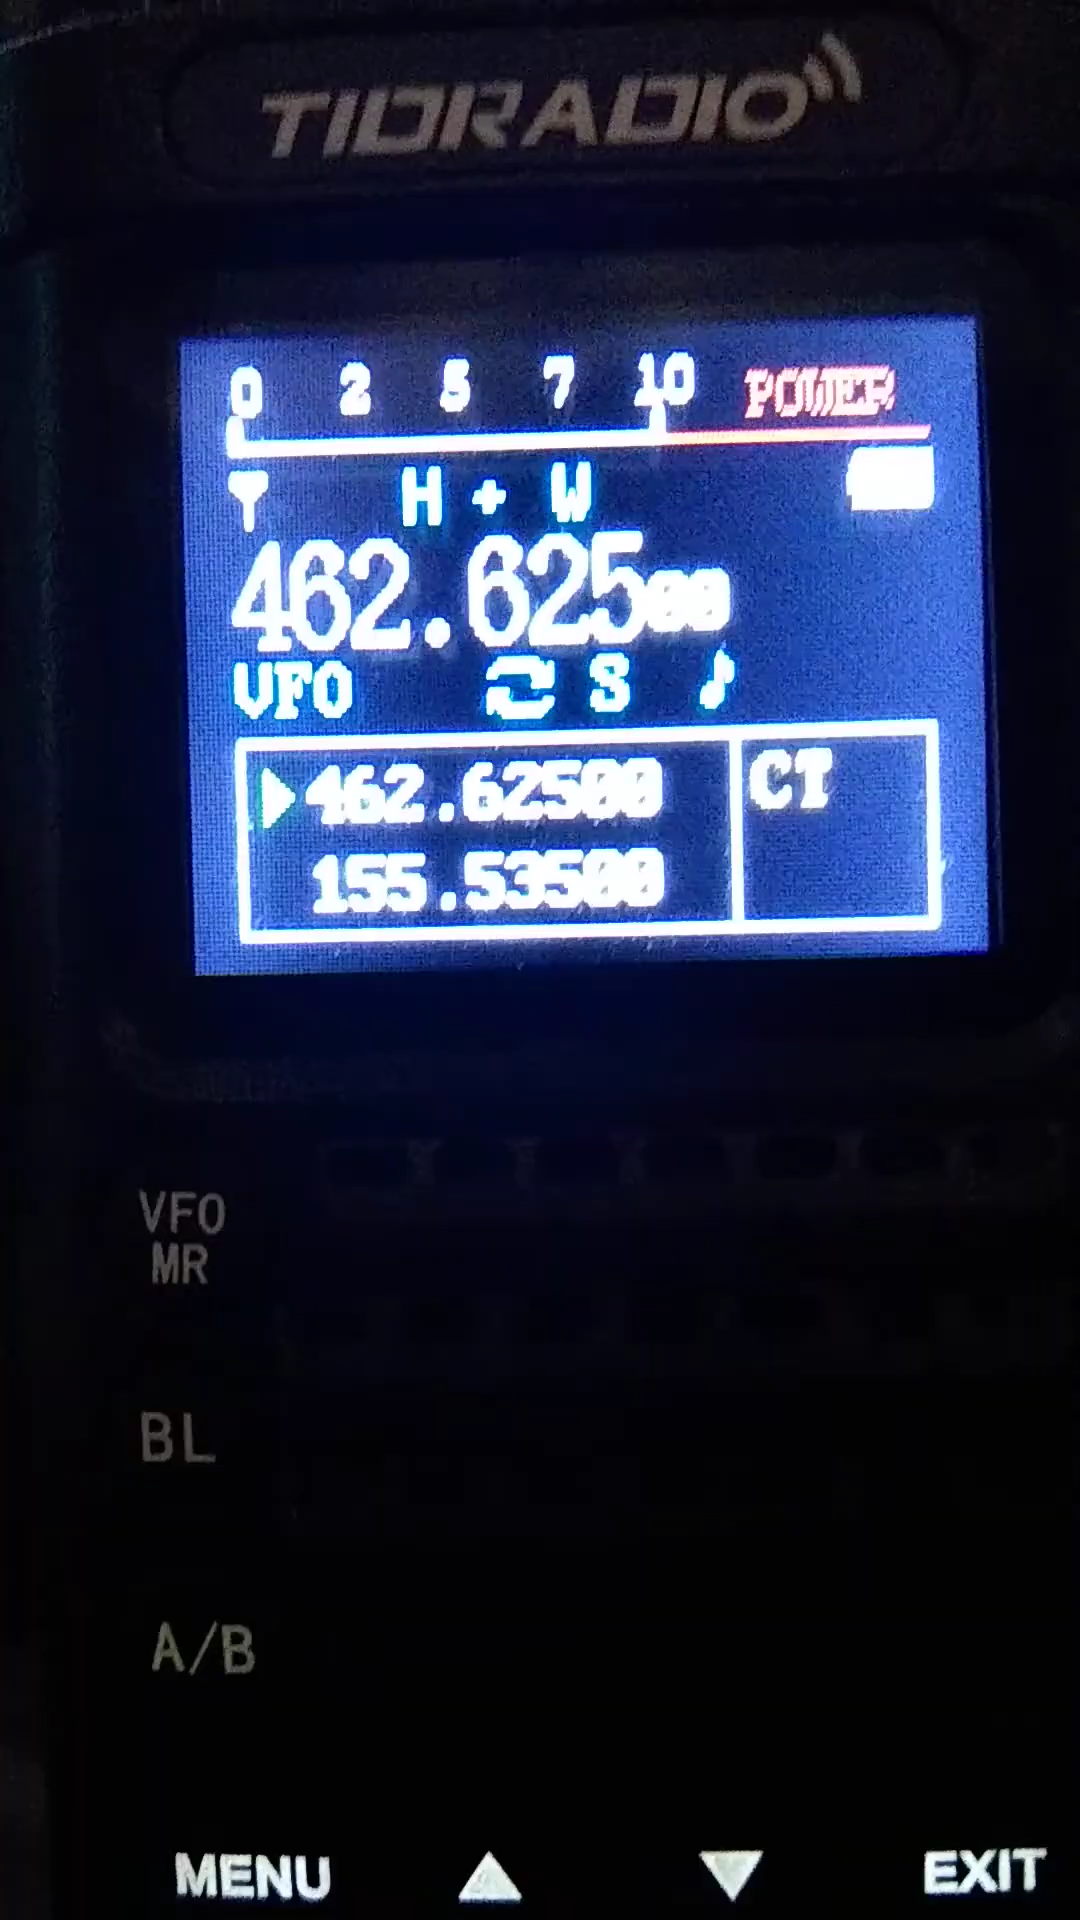 TIDRADIO
0 2 5 7 10 POWER
H + W
462.62500
VFO S
462.62500 CT
155.53500
VFO
MR
BL
A/B
MENU EXIT